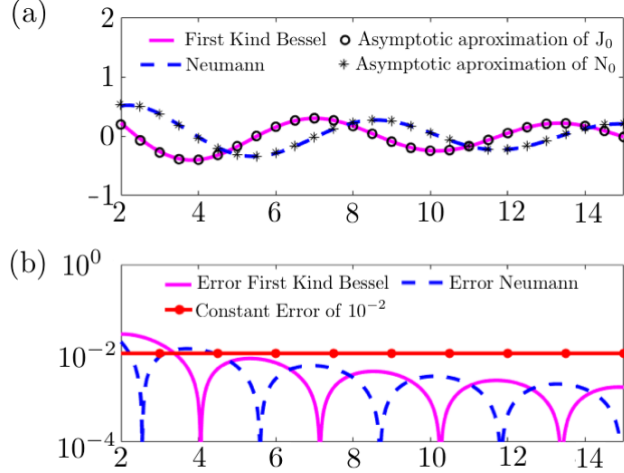 (a)
2
First Kind Bessel
Asymptotic aproximation of J₀
Neumann
Asymptotic aproximation of N₀
1
0
-1
2 4 6 8 10 12 14
(b)
10⁰
Error First Kind Bessel
Error Neumann
Constant Error of 10⁻²
10⁻²
10⁻⁴
2 4 6 8 10 12 14